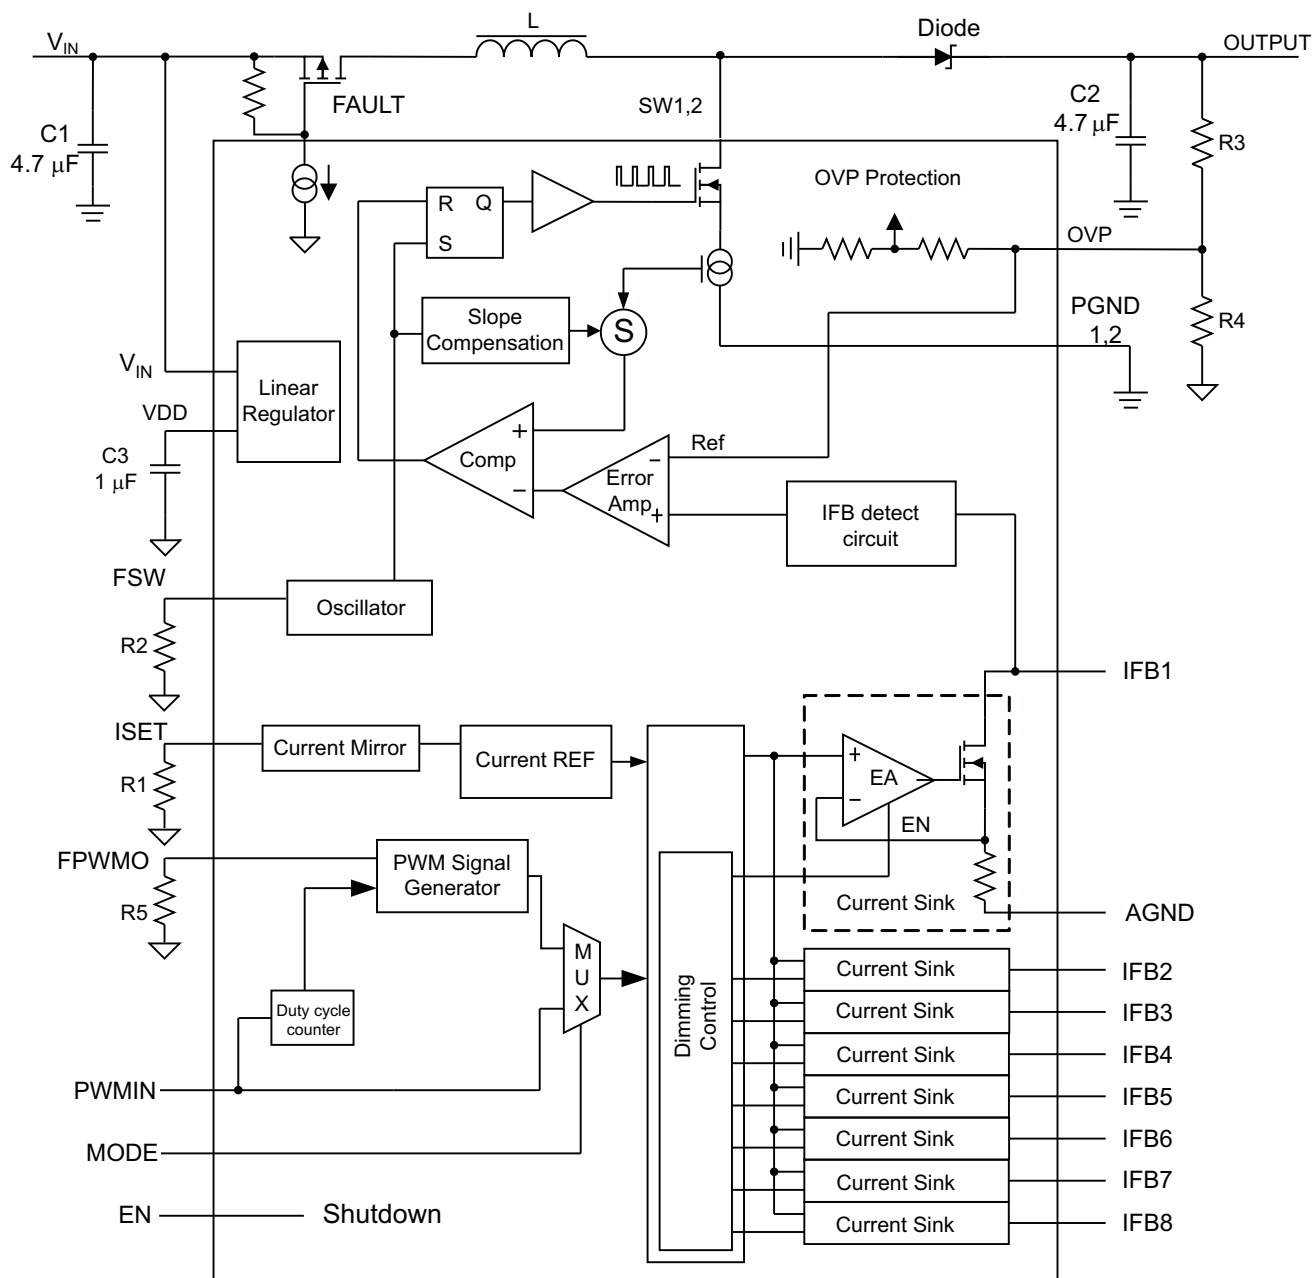 L
Diode
V_IN
OUTPUT
FAULT
SW1,2
C1
4.7 μF
C2
4.7 μF
R3
OVP Protection
R Q
S
OVP
Slope
Compensation
S
PGND
1,2
R4
V_IN
Linear
Regulator
VDD
C3
1 μF
+
Comp
−
Ref
−
Error
Amp
+
IFB detect
circuit
FSW
Oscillator
R2
IFB1
ISET
Current Mirror
Current REF
R1
+
EA
−
EN
Current Sink
AGND
FPWMO
PWM Signal
Generator
R5
M
U
X
Duty cycle
counter
Dimming
Control
Current Sink
IFB2
Current Sink
IFB3
Current Sink
IFB4
Current Sink
IFB5
Current Sink
IFB6
Current Sink
IFB7
Current Sink
IFB8
PWMIN
MODE
EN
Shutdown